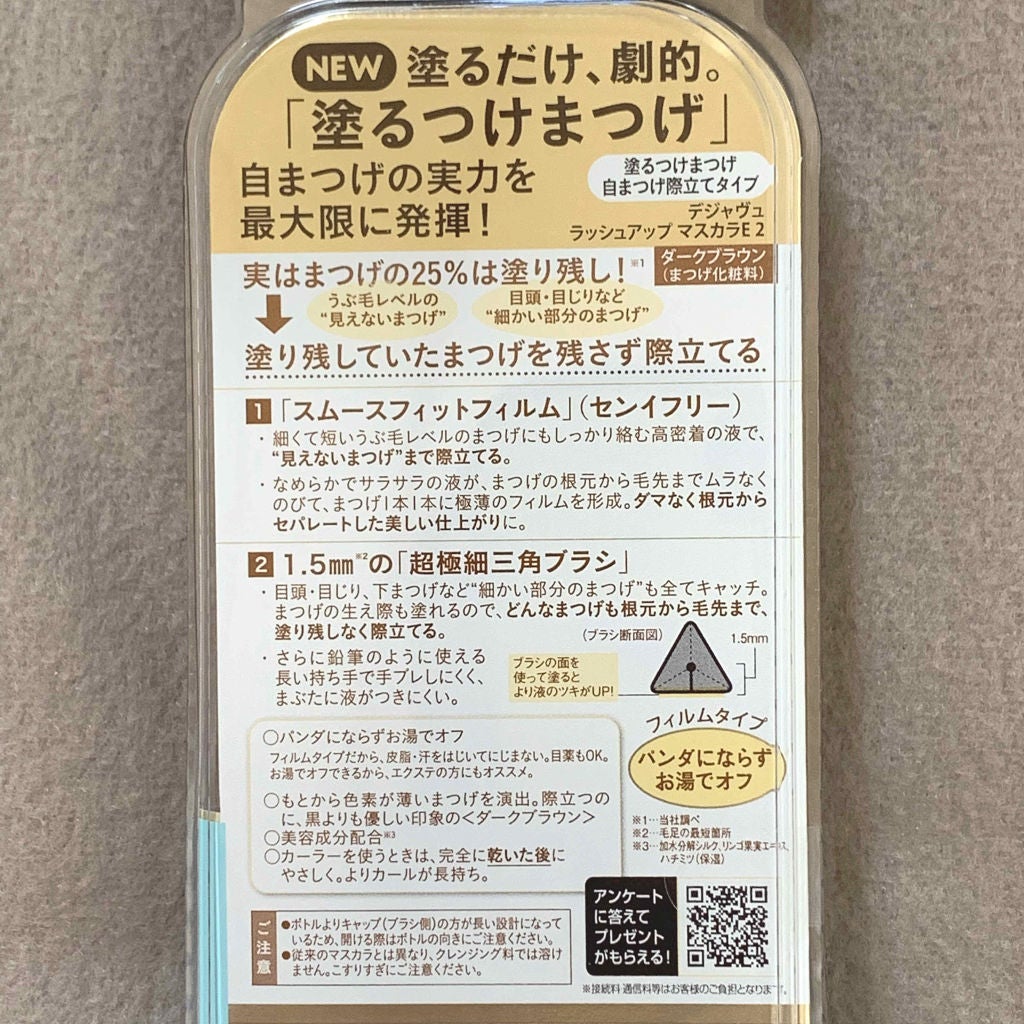 NEW 塗るだけ、劇的。
「塗るつけまつげ」
自まつげの実力を
最大限に発揮!
塗るつけまつげ
自まつげ際立てタイプ
デジャヴュ
ラッシュアップ マスカラE 2
ダークブラウン
(まつげ化粧料)
実はまつげの25%は塗り残し!※1
うぶ毛レベルの
“見えないまつげ”
目頭・目じりなど
“細かい部分のまつげ”
塗り残していたまつげを残さず際立てる
1 「スムースフィットフィルム」(センイフリー)
・細くて短いうぶ毛レベルのまつげにもしっかり絡む高密着の液で、
“見えないまつげ”まで際立てる。
・なめらかでサラサラの液が、まつげの根元から毛先までムラなく
のびて、まつげ1本1本に極薄のフィルムを形成。ダマなく根元から
セパレートした美しい仕上がりに。
2 1.5mm※2の「超極細三角ブラシ」
・目頭・目じり、下まつげなど“細かい部分のまつげ”も全てキャッチ。
まつげの生え際も塗れるので、どんなまつげも根元から毛先まで、
塗り残しなく際立てる。
(ブラシ断面図)
1.5mm
・さらに鉛筆のように使える
長い持ち手で手ブレしにくく、
まぶたに液がつきにくい。
ブラシの面を
使って塗ると
より液のツキがUP!
フィルムタイプ
パンダにならず
お湯でオフ
○パンダにならずお湯でオフ
フィルムタイプだから、皮脂・汗をはじいてにじまない。目薬もOK。
お湯でオフできるから、エクステの方にもオススメ。
○もとから色素が薄いまつげを演出。際立つの
に、黒よりも優しい印象の<ダークブラウン>
○美容成分配合※3
○カーラーを使うときは、完全に乾いた後に
やさしく。よりカールが長持ち。
※1…当社調べ
※2…毛足の最短箇所
※3…加水分解シルク、リンゴ果実エキス、
ハチミツ(保湿)
ご注意
●ボトルよりキャップ(ブラシ側)の方が長い設計になって
いるため、開ける際はボトルの向きにご注意ください。
●従来のマスカラとは異なり、クレンジング料では溶け
ません。こすりすぎにご注意ください。
アンケート
に答えて
プレゼント
がもらえる!
※接続料・通信料等はお客様のご負担となります。